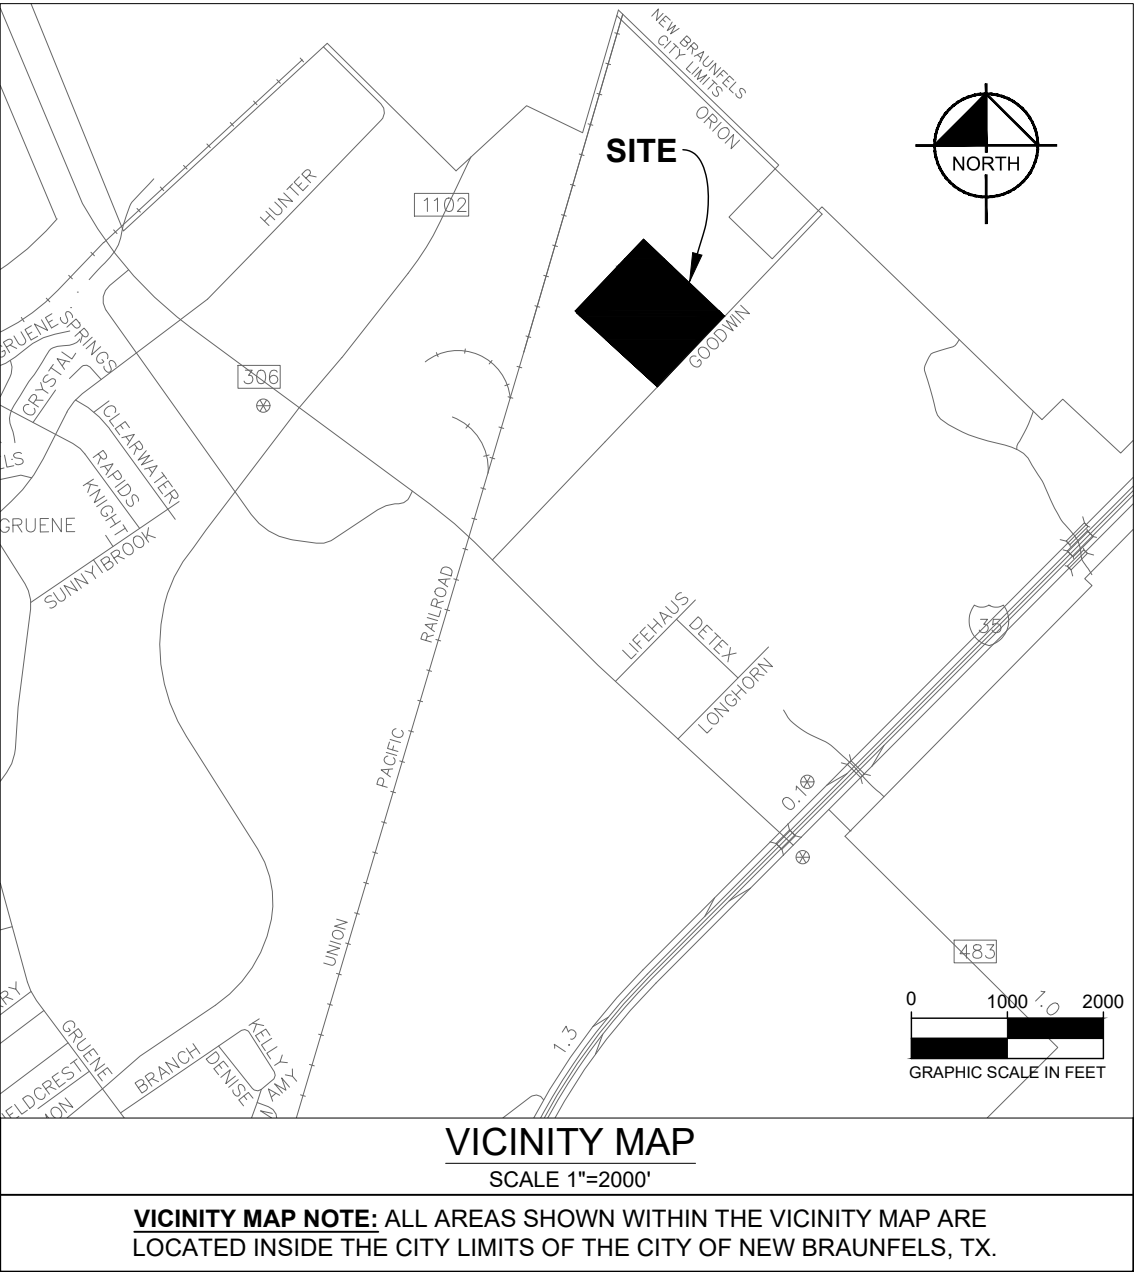 NEW BRAUNFELS
CITY LIMITS
ORION
SITE
NORTH
HUNTER
1102
GOODWIN
GRUENE
SPRINGS
CRYSTAL
306
CLEARWATER
RAPIDS
KNIGHT
GRUENE
SUNNYBROOK
RAILROAD
LIFEHAUS
DETEX
LONGHORN
35
PACIFIC
0.1
UNION
483
1.3
1.0
GRUENE
BRANCH
KELLY
DENISE
AMY
0 1000 2000
GRAPHIC SCALE IN FEET
VICINITY MAP
SCALE 1"=2000'
VICINITY MAP NOTE: ALL AREAS SHOWN WITHIN THE VICINITY MAP ARE
LOCATED INSIDE THE CITY LIMITS OF THE CITY OF NEW BRAUNFELS, TX.